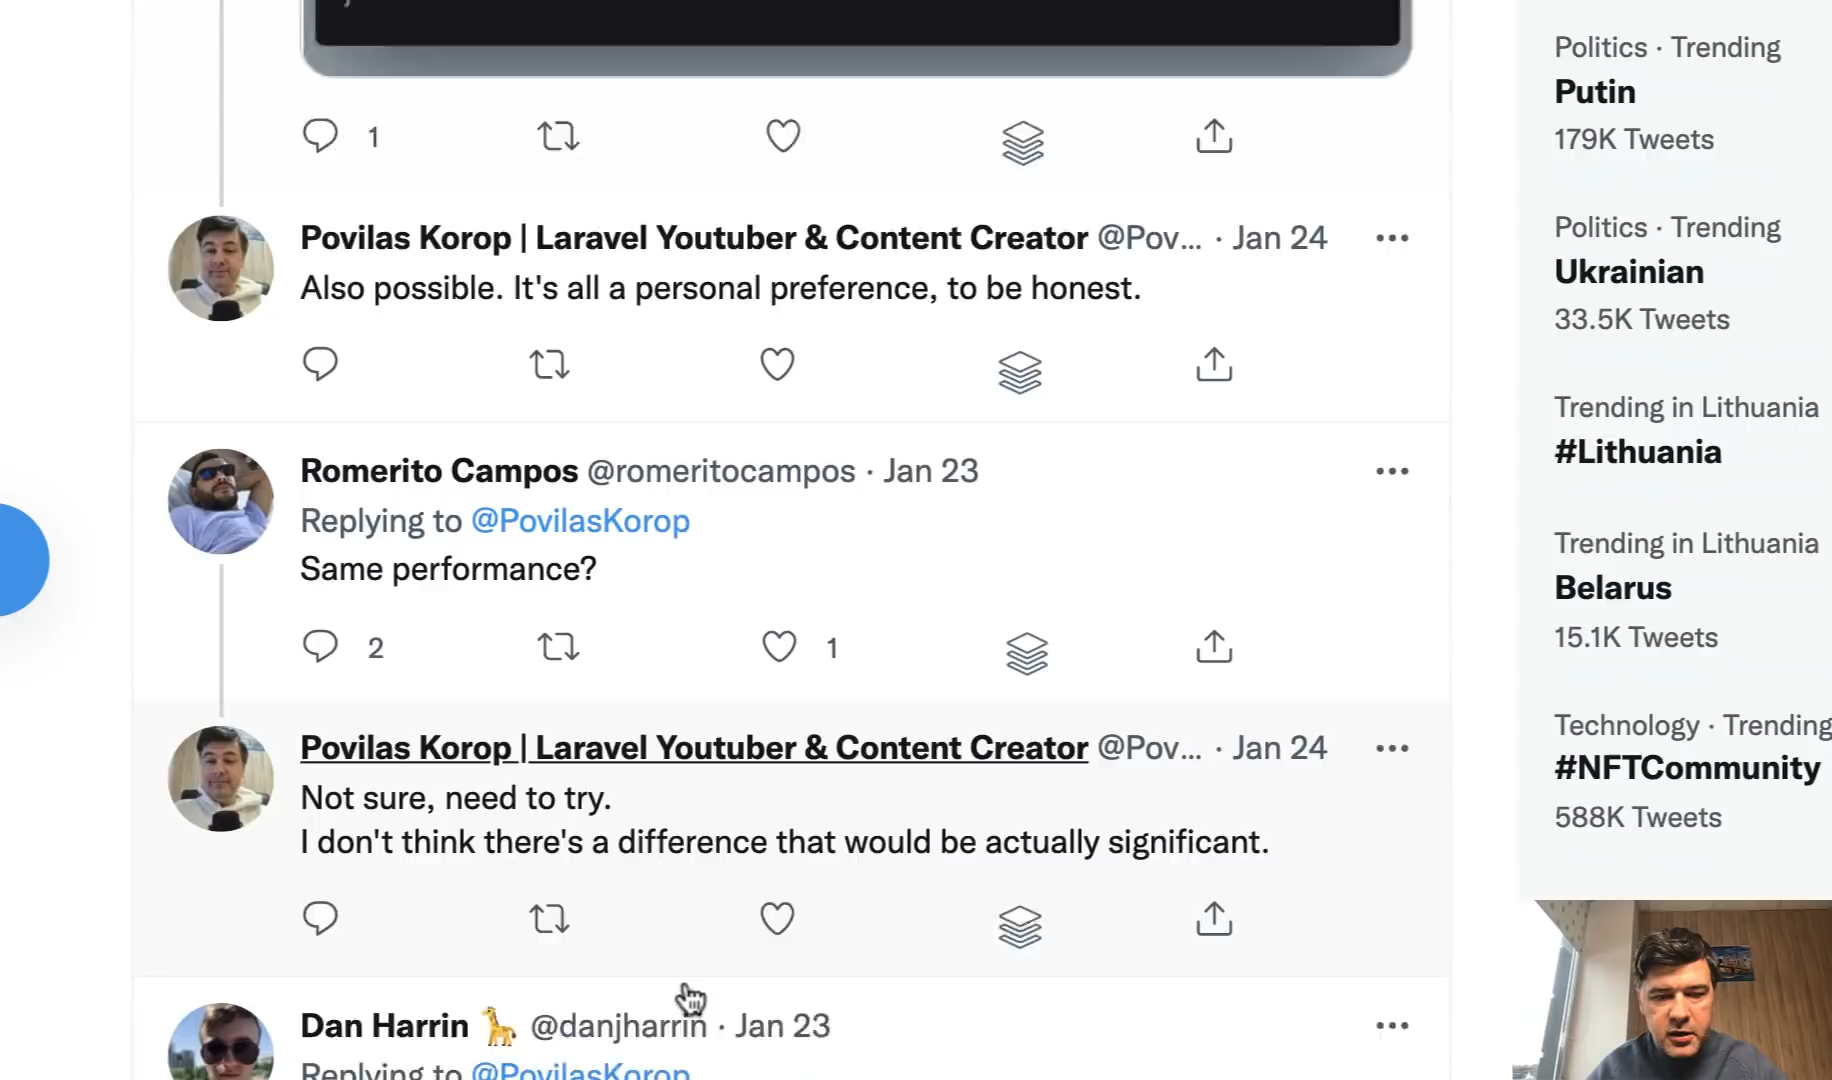 1
Povilas Korop | Laravel Youtuber & Content Creator @Pov... · Jan 24
Also possible. It's all a personal preference, to be honest.
Romerito Campos @romeritocampos · Jan 23
Replying to @PovilasKorop
Same performance?
2 1
Povilas Korop | Laravel Youtuber & Content Creator @Pov... · Jan 24
Not sure, need to try.
I don't think there's a difference that would be actually significant.
Dan Harrin 🦒 @danjharrin · Jan 23
Replying to @PovilasKorop
Politics · Trending
Putin
179K Tweets
Politics · Trending
Ukrainian
33.5K Tweets
Trending in Lithuania
#Lithuania
Trending in Lithuania
Belarus
15.1K Tweets
Technology · Trending
#NFTCommunity
588K Tweets